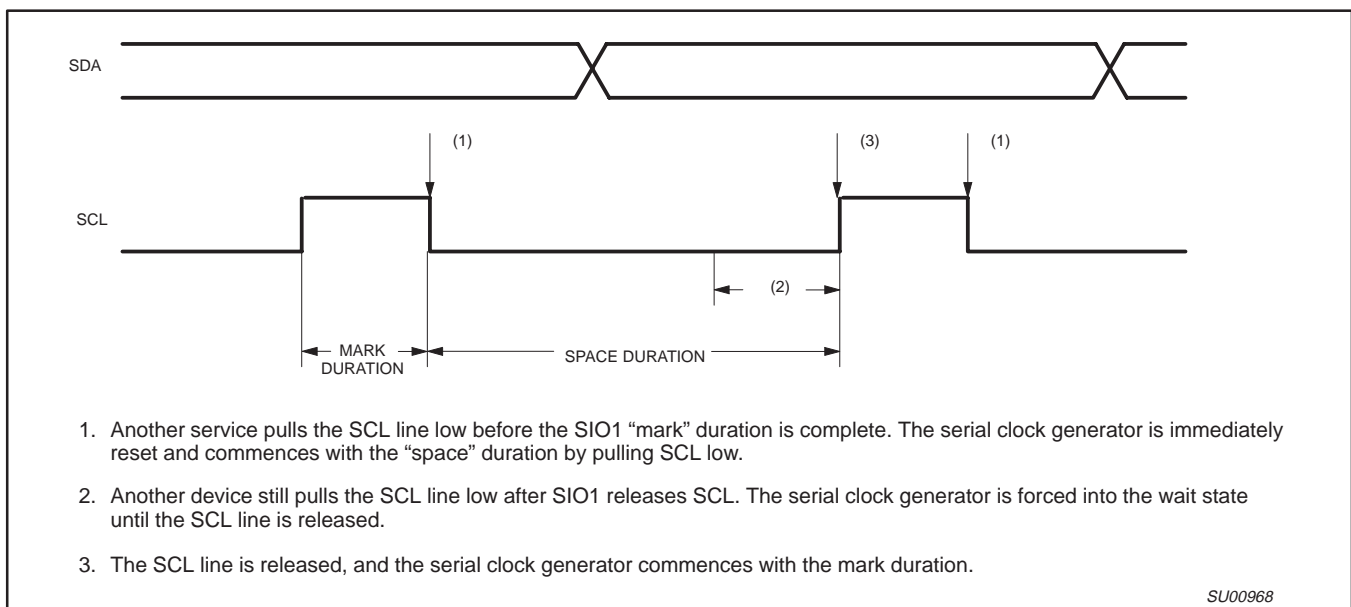 SDA
(1)
(3)
(1)
SCL
(2)
MARK
DURATION
SPACE DURATION
1. Another service pulls the SCL line low before the SIO1 “mark” duration is complete. The serial clock generator is immediately
reset and commences with the “space” duration by pulling SCL low.
2. Another device still pulls the SCL line low after SIO1 releases SCL. The serial clock generator is forced into the wait state
until the SCL line is released.
3. The SCL line is released, and the serial clock generator commences with the mark duration.
SU00968